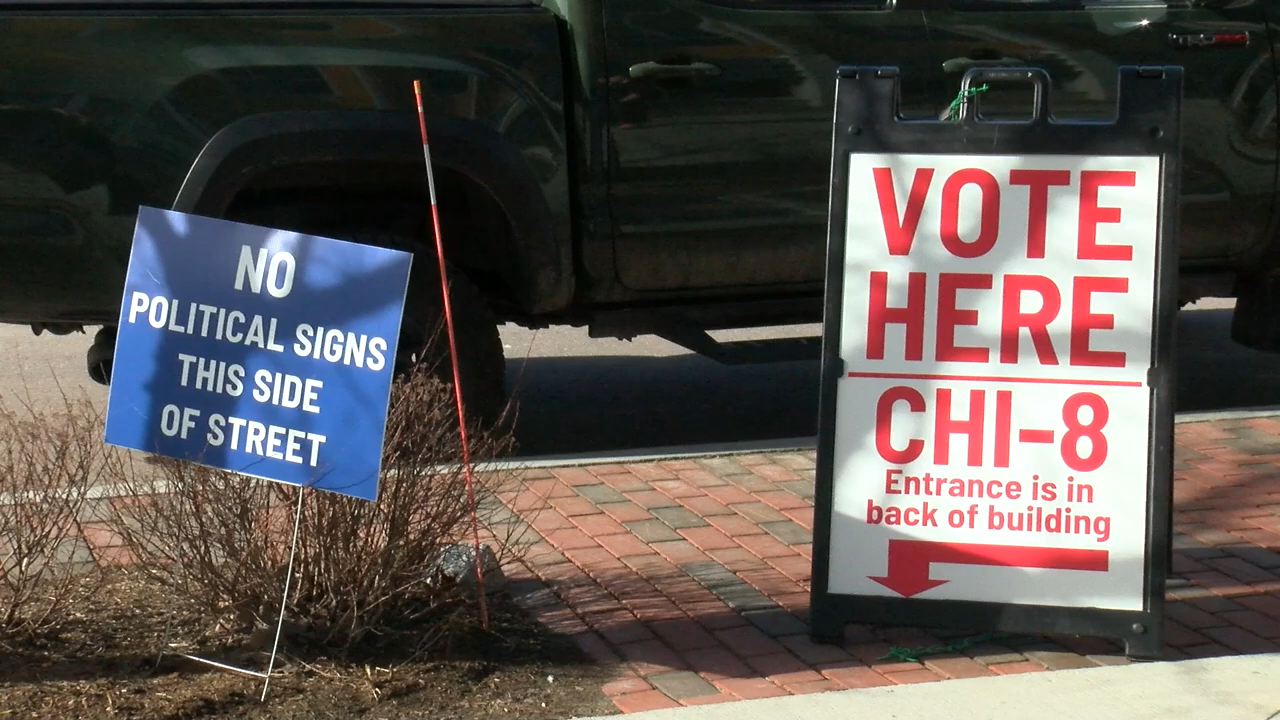 NO
POLITICAL SIGNS
THIS SIDE
OF STREET
VOTE
HERE
CHI-8
Entrance is in
back of building